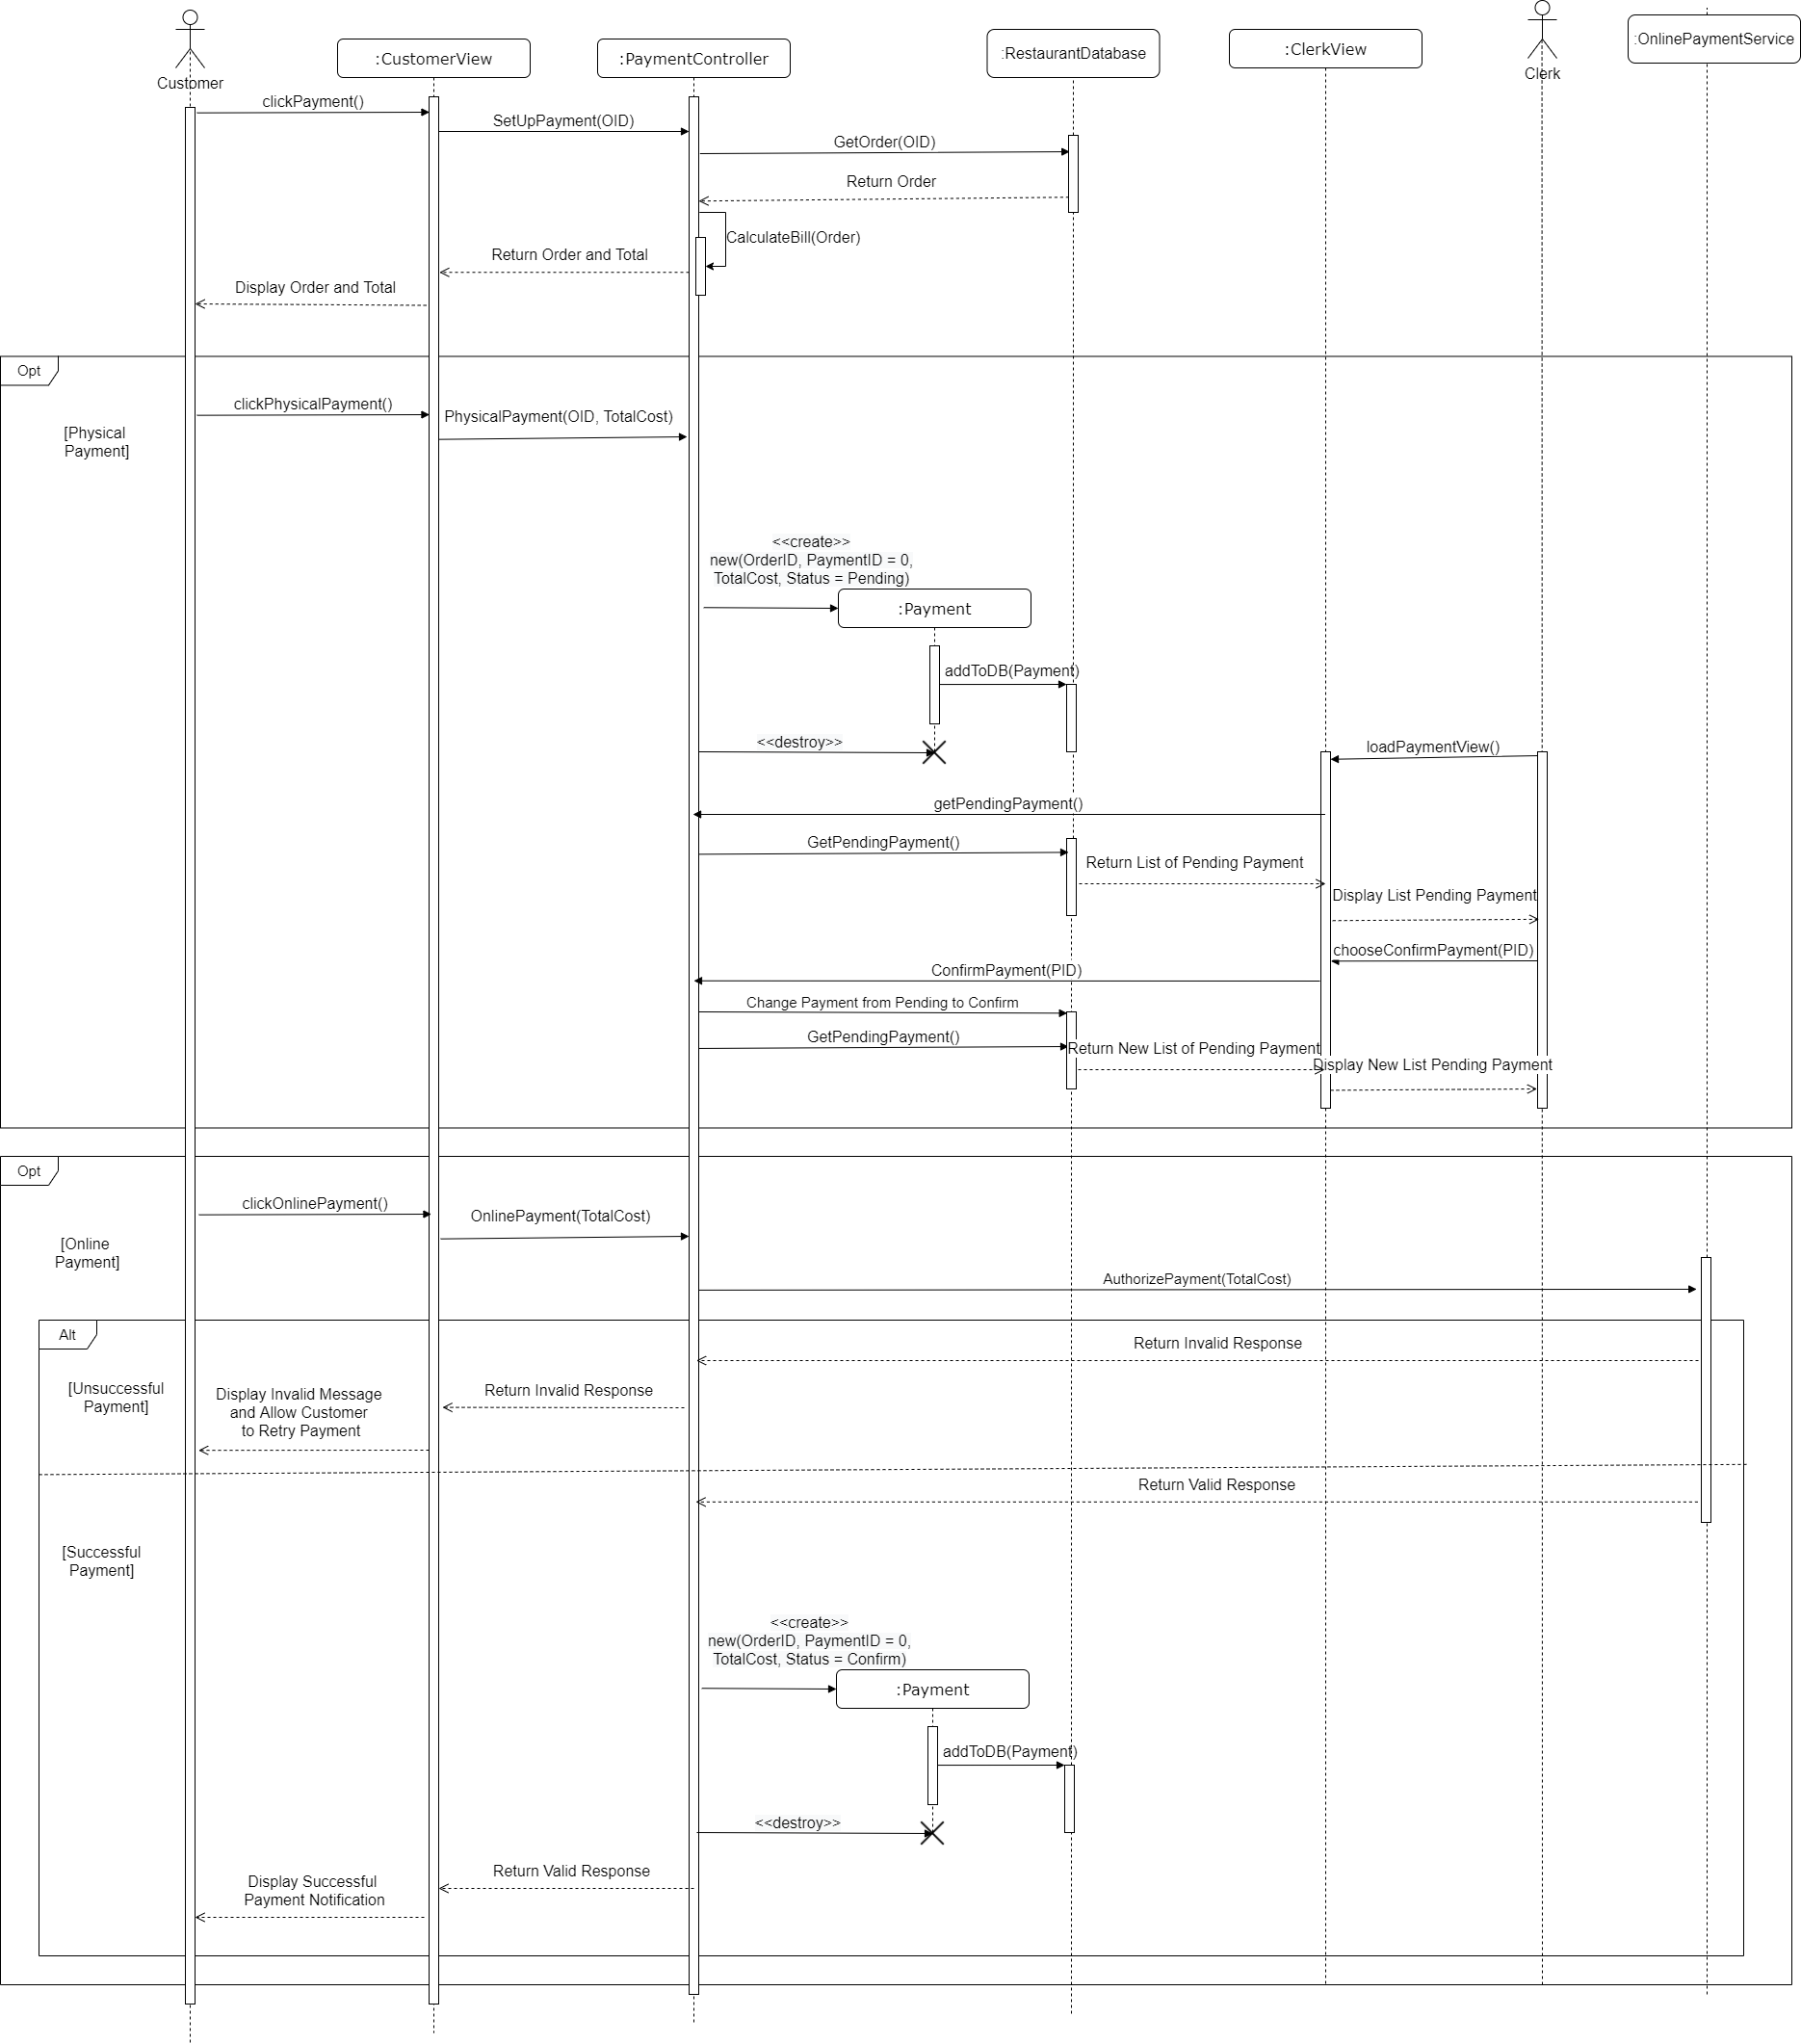 Customer
:CustomerView
:PaymentController
:RestaurantDatabase
:ClerkView
Clerk
:OnlinePaymentService
clickPayment()
SetUpPayment(OID)
GetOrder(OID)
Return Order
CalculateBill(Order)
Return Order and Total
Display Order and Total
Opt
[Physical
Payment]
clickPhysicalPayment()
PhysicalPayment(OID, TotalCost)
<<create>>
new(OrderID, PaymentID = 0,
TotalCost, Status = Pending)
:Payment
addToDB(Payment)
<<destroy>>
loadPaymentView()
getPendingPayment()
GetPendingPayment()
Return List of Pending Payment
Display List Pending Payment
chooseConfirmPayment(PID)
ConfirmPayment(PID)
Change Payment from Pending to Confirm
GetPendingPayment()
Return New List of Pending Payment
Display New List Pending Payment
Opt
[Online
Payment]
clickOnlinePayment()
OnlinePayment(TotalCost)
AuthorizePayment(TotalCost)
Alt
[Unsuccessful
Payment]
Return Invalid Response
Return Invalid Response
Display Invalid Message
and Allow Customer
to Retry Payment
Return Valid Response
[Successful
Payment]
<<create>>
new(OrderID, PaymentID = 0,
TotalCost, Status = Confirm)
:Payment
addToDB(Payment)
<<destroy>>
Return Valid Response
Display Successful
Payment Notification